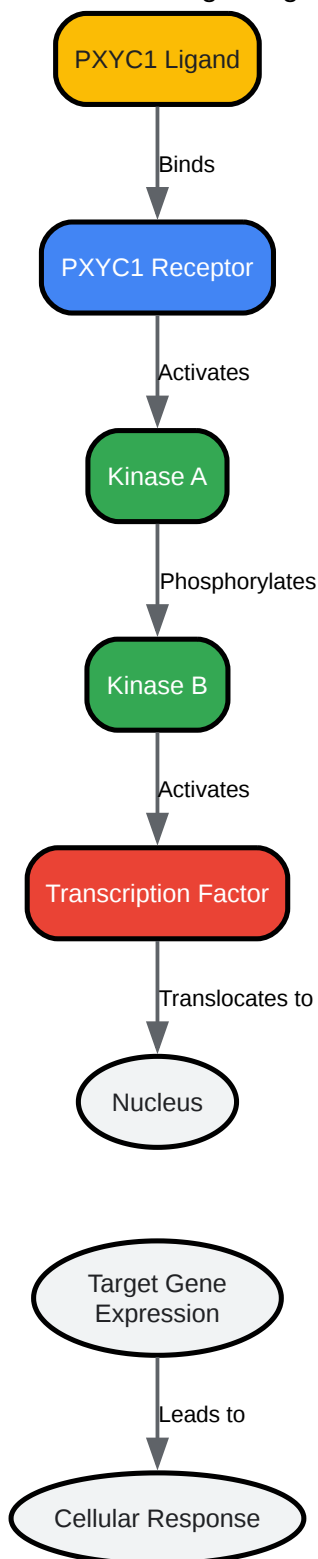 PXYC1 Ligand
Binds
PXYC1 Receptor
Activates
Kinase A
Phosphorylates
Kinase B
Activates
Transcription Factor
Translocates to
Nucleus
Target Gene
Expression
Leads to
Cellular Response